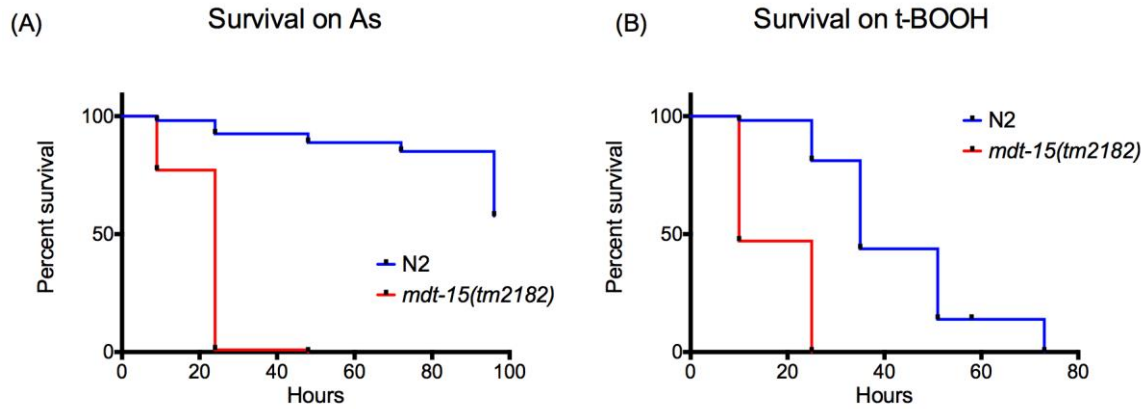 (A)
Survival on As
Percent survival
100
50
0
0 20 40 60 80 100
Hours
N2
mdt-15(tm2182)
(B)
Survival on t-BOOH
Percent survival
100
50
0
0 20 40 60 80
Hours
N2
mdt-15(tm2182)